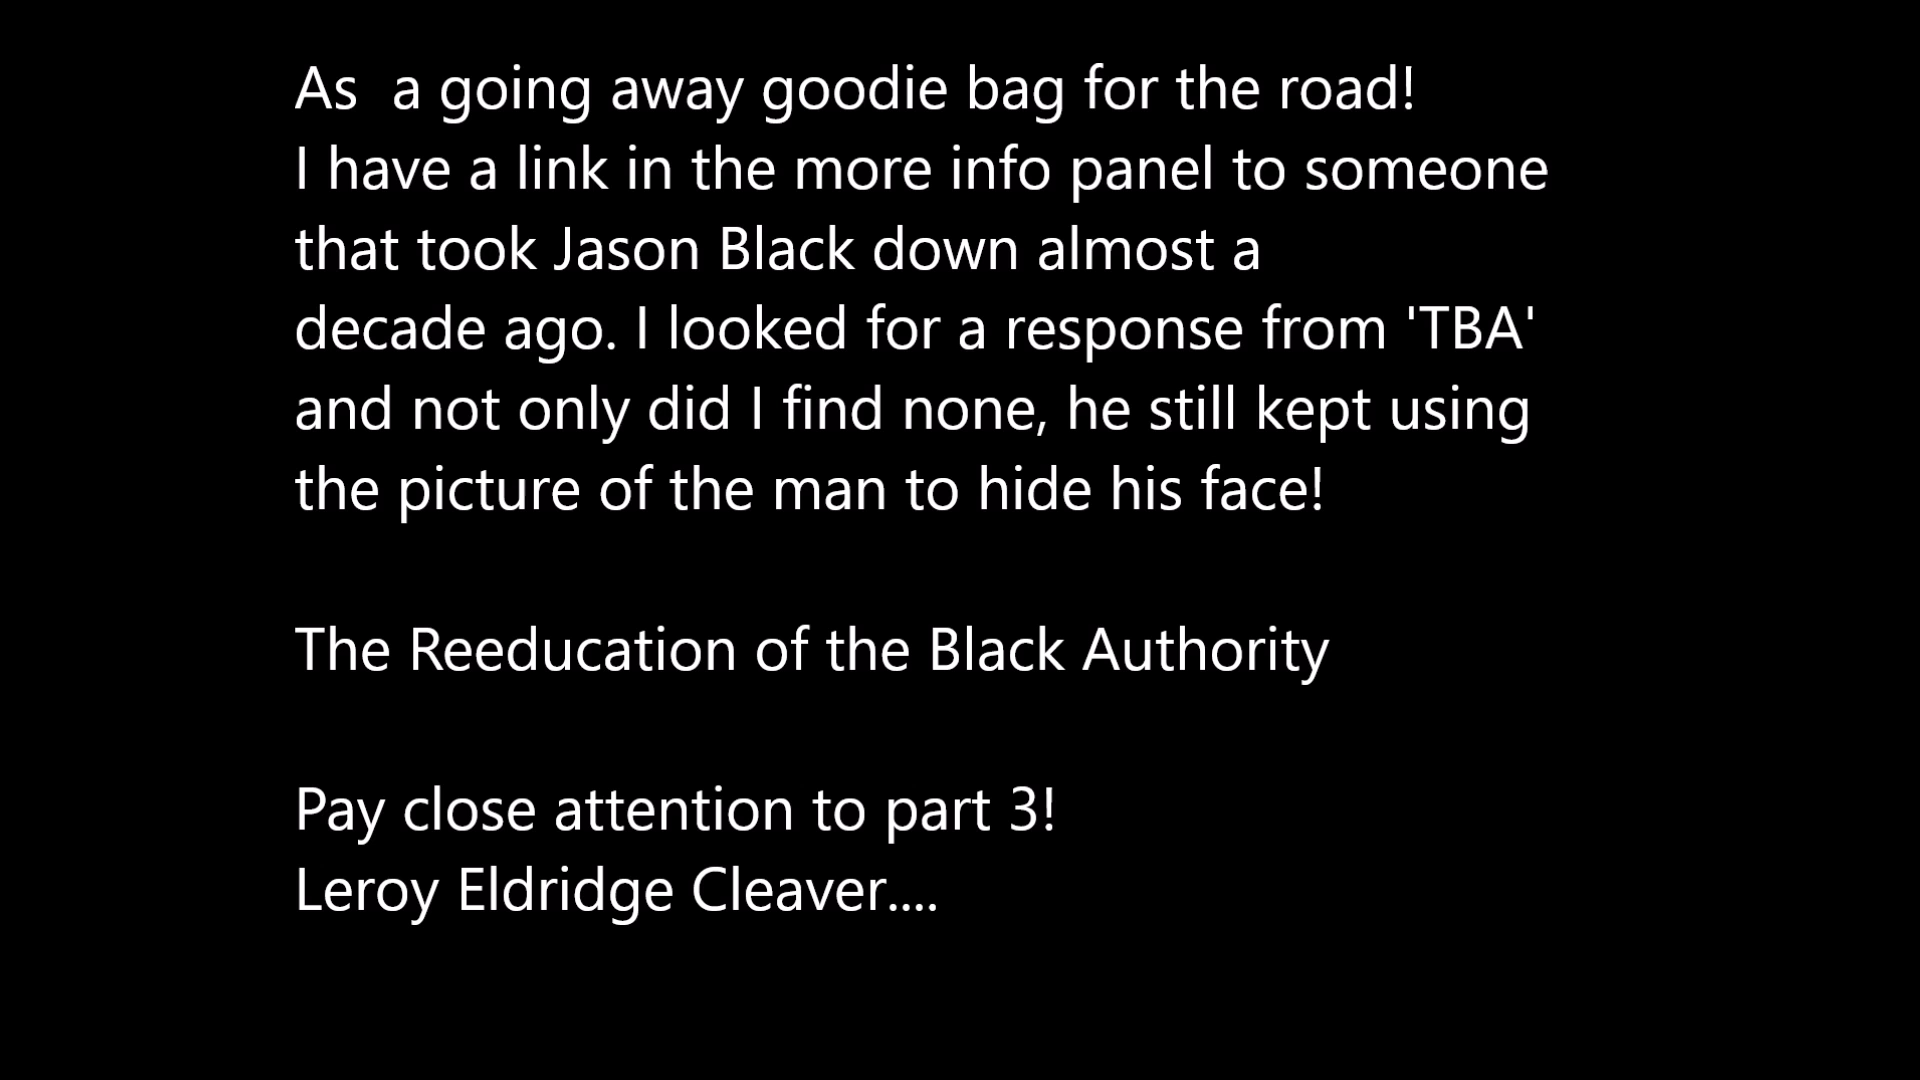 As  a going away goodie bag for the road!
I have a link in the more info panel to someone
that took Jason Black down almost a
decade ago. I looked for a response from 'TBA'
and not only did I find none, he still kept using
the picture of the man to hide his face!
The Reeducation of the Black Authority
Pay close attention to part 3!
Leroy Eldridge Cleaver....